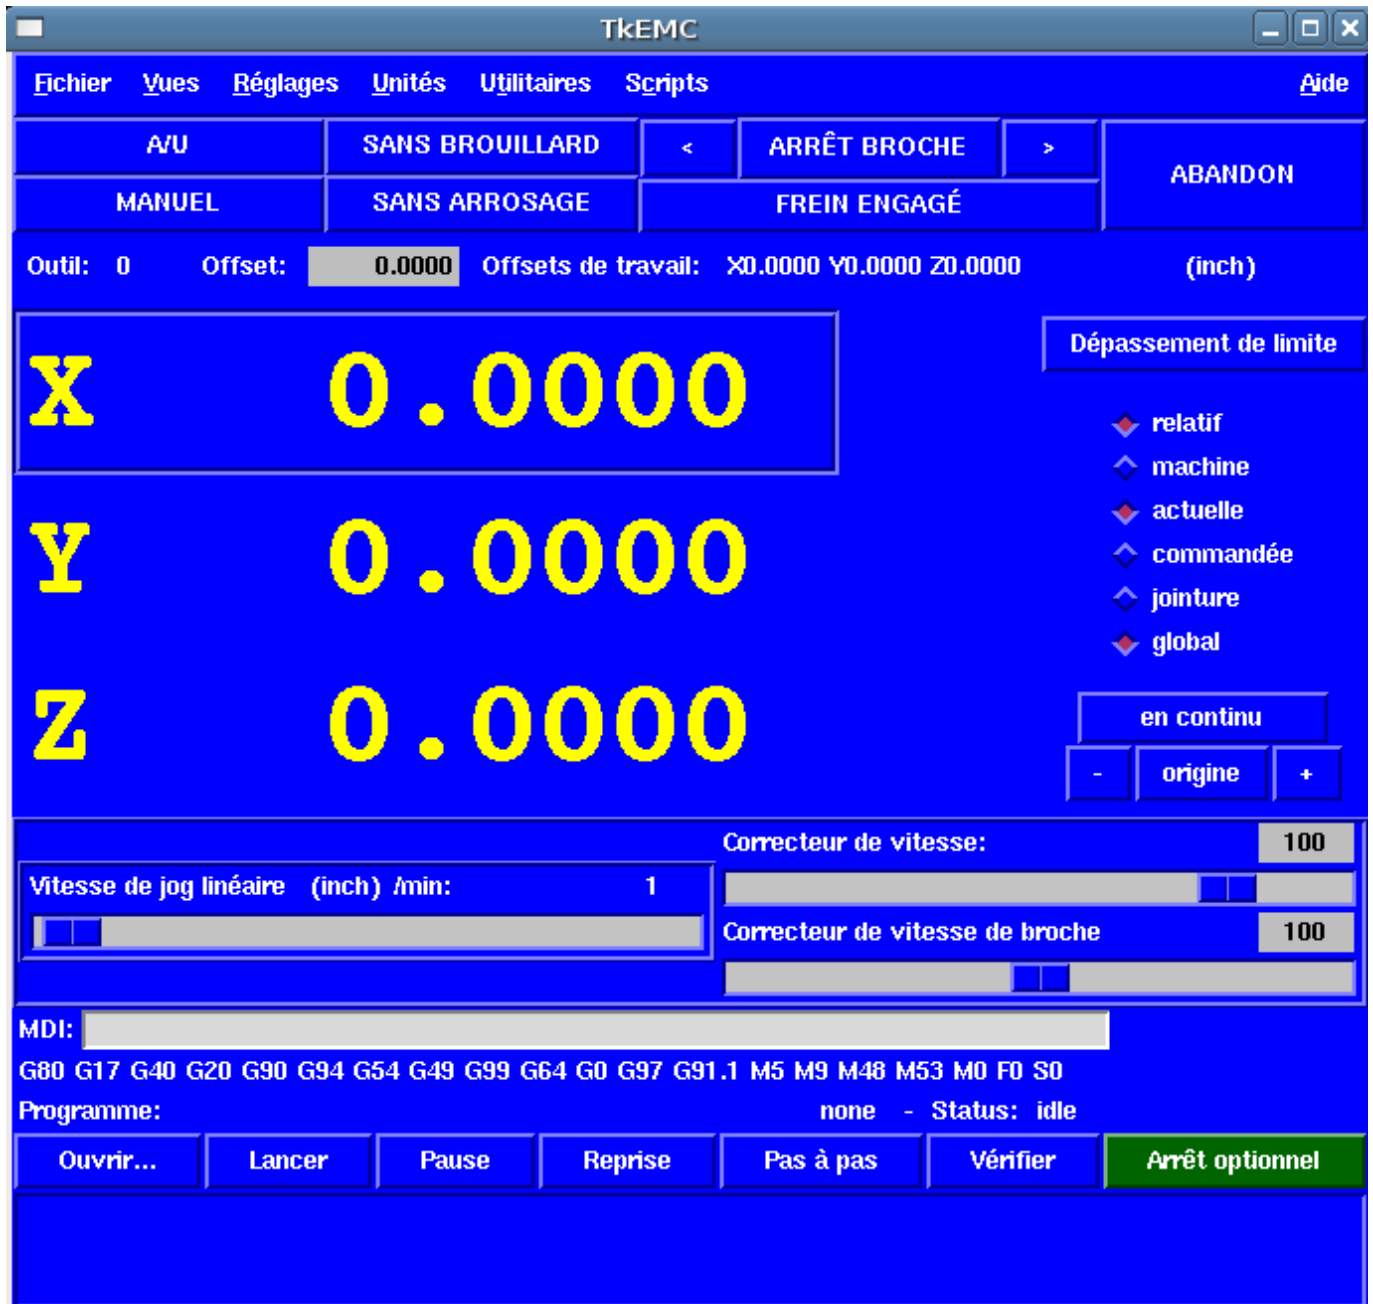 TkEMC
Fichier Vues Réglages Unités Utilitaires Scripts Aide
A/U SANS BROUILLARD < ARRÊT BROCHE > ABANDON
MANUEL SANS ARROSAGE FREIN ENGAGÉ
Outil: 0 Offset: 0.0000 Offsets de travail: X0.0000 Y0.0000 Z0.0000 (inch)
Dépassement de limite
X 0.0000
relatif
machine
actuelle
Y 0.0000
commandée
jointure
global
Z 0.0000
en continu
- origine +
Correcteur de vitesse: 100
Vitesse de jog linéaire (inch) /min: 1
Correcteur de vitesse de broche 100
MDI:
G80 G17 G40 G20 G90 G94 G54 G49 G99 G64 G0 G97 G91.1 M5 M9 M48 M53 M0 F0 S0
Programme: none - Status: idle
Ouvrir... Lancer Pause Reprise Pas à pas Vérifier Arrêt optionnel